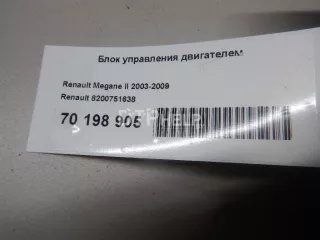 Блок управления двигателем
Renault Megane II 2003-2009
Renault 8200751638
70 198 905